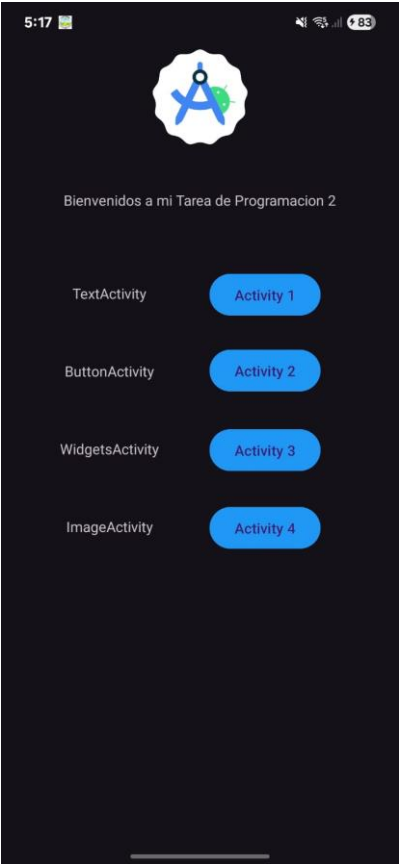 5:17
83
Bienvenidos a mi Tarea de Programacion 2
TextActivity Activity 1
ButtonActivity Activity 2
WidgetsActivity Activity 3
ImageActivity Activity 4